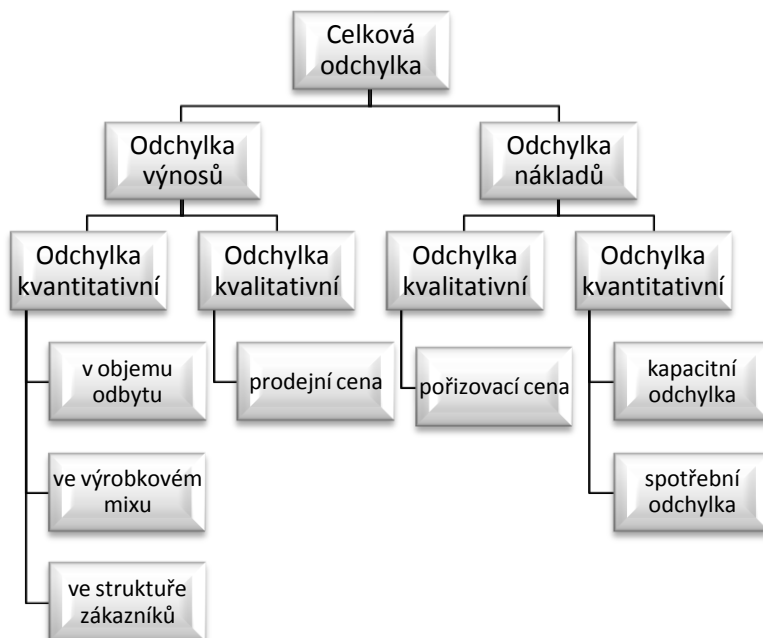 Celková
odchylka
Odchylka
výnosů
Odchylka
nákladů
Odchylka
kvantitativní
Odchylka
kvalitativní
Odchylka
kvalitativní
Odchylka
kvantitativní
v objemu
odbytu
prodejní cena
pořizovací cena
kapacitní
odchylka
ve výrobkovém
mixu
spotřební
odchylka
ve struktuře
zákazníků